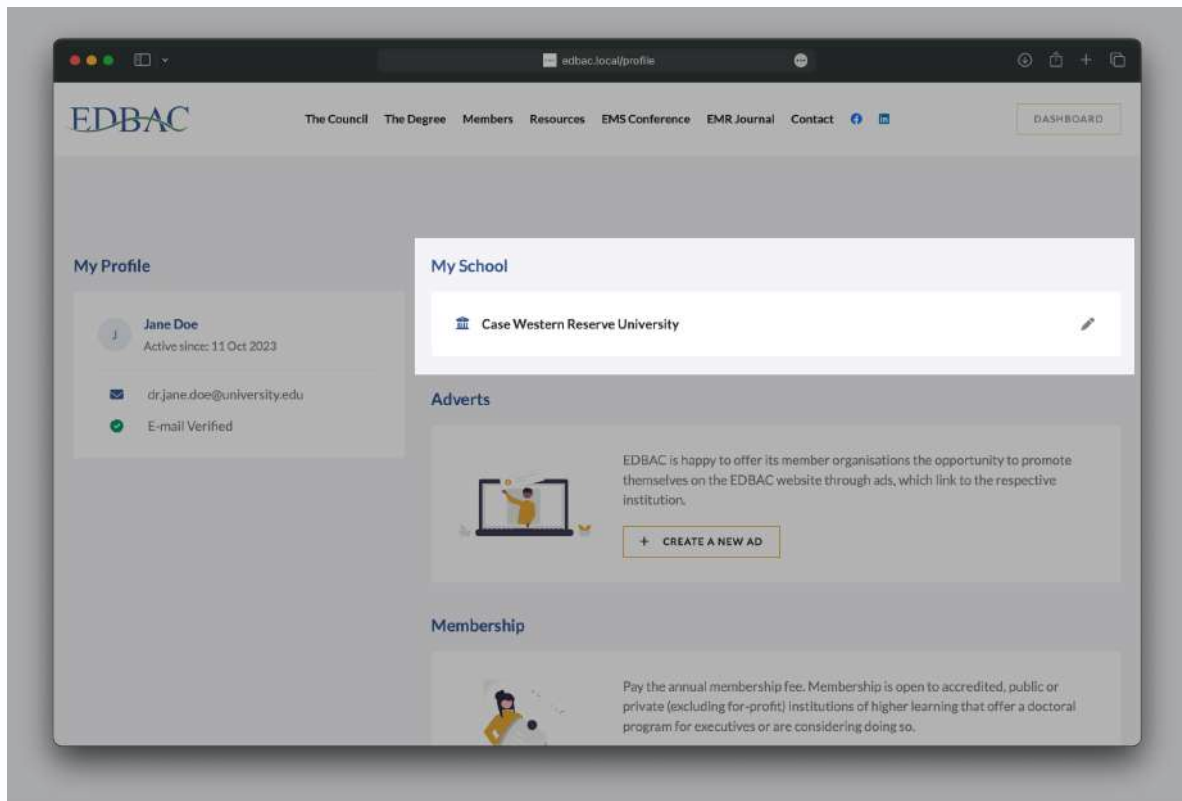 edbac.local/profile
EDBAC
The Council The Degree Members Resources EMS Conference EMR Journal Contact
DASHBOARD
My Profile
J
Jane Doe
Active since: 11 Oct 2023
dr.jane.doe@university.edu
E-mail Verified
My School
Case Western Reserve University
Adverts
EDBAC is happy to offer its member organisations the opportunity to promote
themselves on the EDBAC website through ads, which link to the respective
institution.
+ CREATE A NEW AD
Membership
Pay the annual membership fee. Membership is open to accredited, public or
private (excluding for-profit) institutions of higher learning that offer a doctoral
program for executives or are considering doing so.